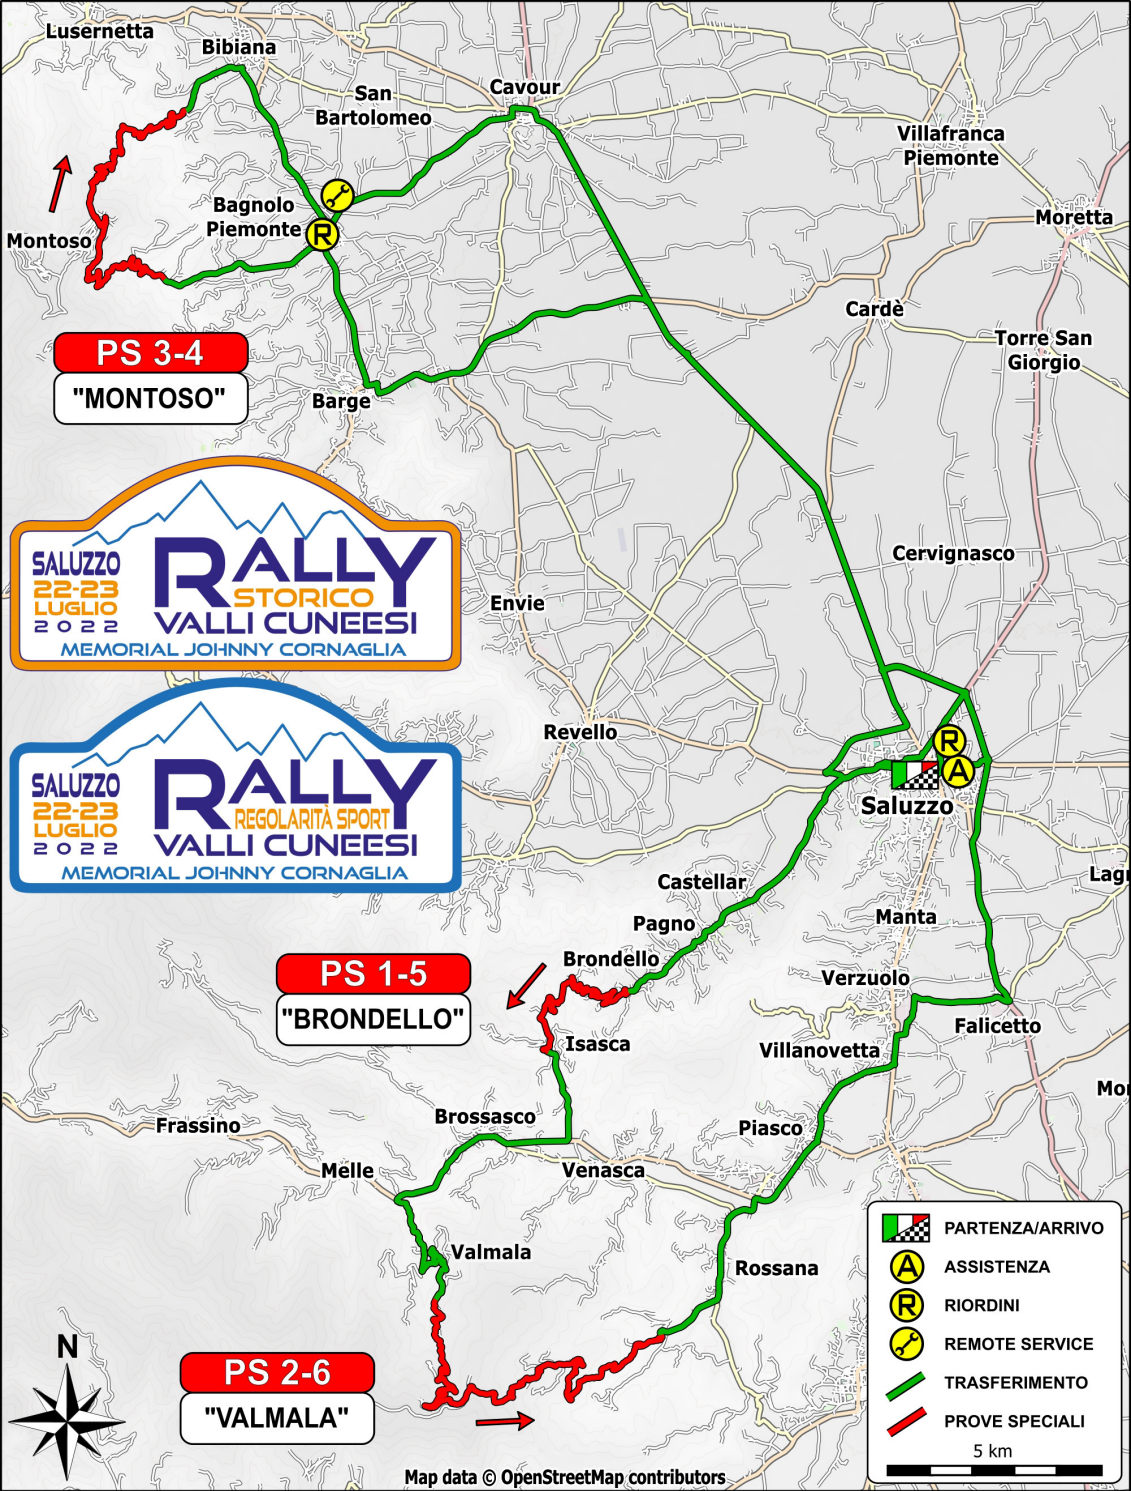 Lusernetta
Bibiana
San
Bartolomeo
Cavour
Villafranca
Piemonte
Bagnolo
Piemonte
R
Moretta
Montoso
Cardè
Torre San
Giorgio
PS 3-4
"MONTOSO"
Barge
SALUZZO
22-23
LUGLIO
2022
RALLY
STORICO
VALLI CUNEESI
MEMORIAL JOHNNY CORNAGLIA
Cervignasco
Envie
Revello
SALUZZO
22-23
LUGLIO
2022
RALLY
REGOLARITÀ SPORT
VALLI CUNEESI
MEMORIAL JOHNNY CORNAGLIA
R
A
Saluzzo
Castellar
Lagn
Pagno
Manta
Brondello
Verzuolo
PS 1-5
"BRONDELLO"
Isasca
Falicetto
Villanovetta
Mor
Brossasco
Frassino
Piasco
Melle
Venasca
Valmala
Rossana
PS 2-6
"VALMALA"
N
PARTENZA/ARRIVO
A ASSISTENZA
R RIORDINI
REMOTE SERVICE
TRASFERIMENTO
PROVE SPECIALI
5 km
Map data © OpenStreetMap contributors